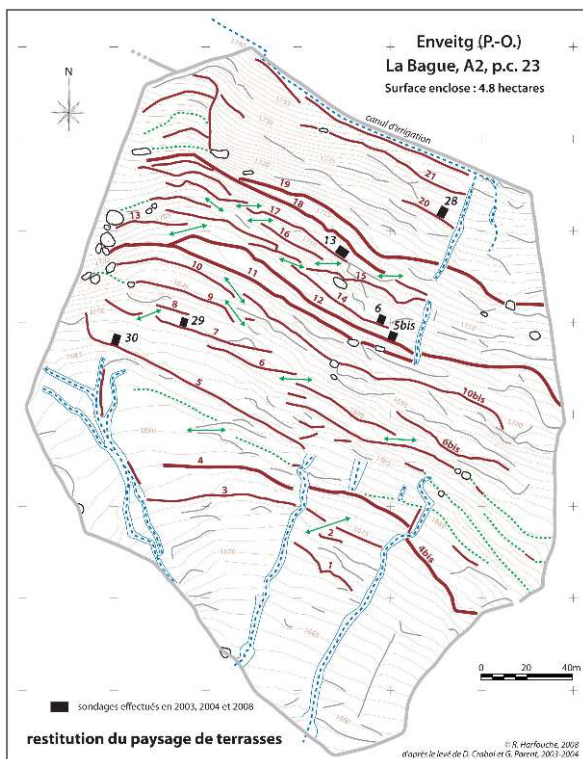 Enveitg (P.-O.)
La Bague, A2, p.c. 23
Surface enclose : 4.8 hectares
N
canal d'irrigation
21
20
28
19
18
17
16
13
13
15
14
6
5bis
12
11
10
9
8
29
7
6
30
5
10bis
6bis
4
3
2
1
4bis
1680
1670
1665
0 20 40m
sondages effectués en 2003, 2004 et 2008
restitution du paysage de terrasses
© R. Harfouche, 2008
d'après le levé de D. Crabol et G. Parent, 2003-2004